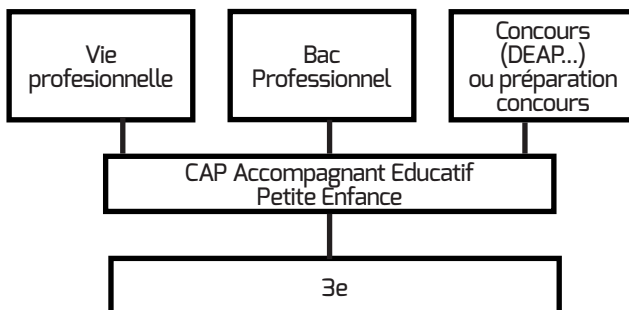 Vie
profesionnelle
Bac
Professionnel
Concours
(DEAP...)
ou préparation
concours
CAP Accompagnant Educatif
Petite Enfance
3e